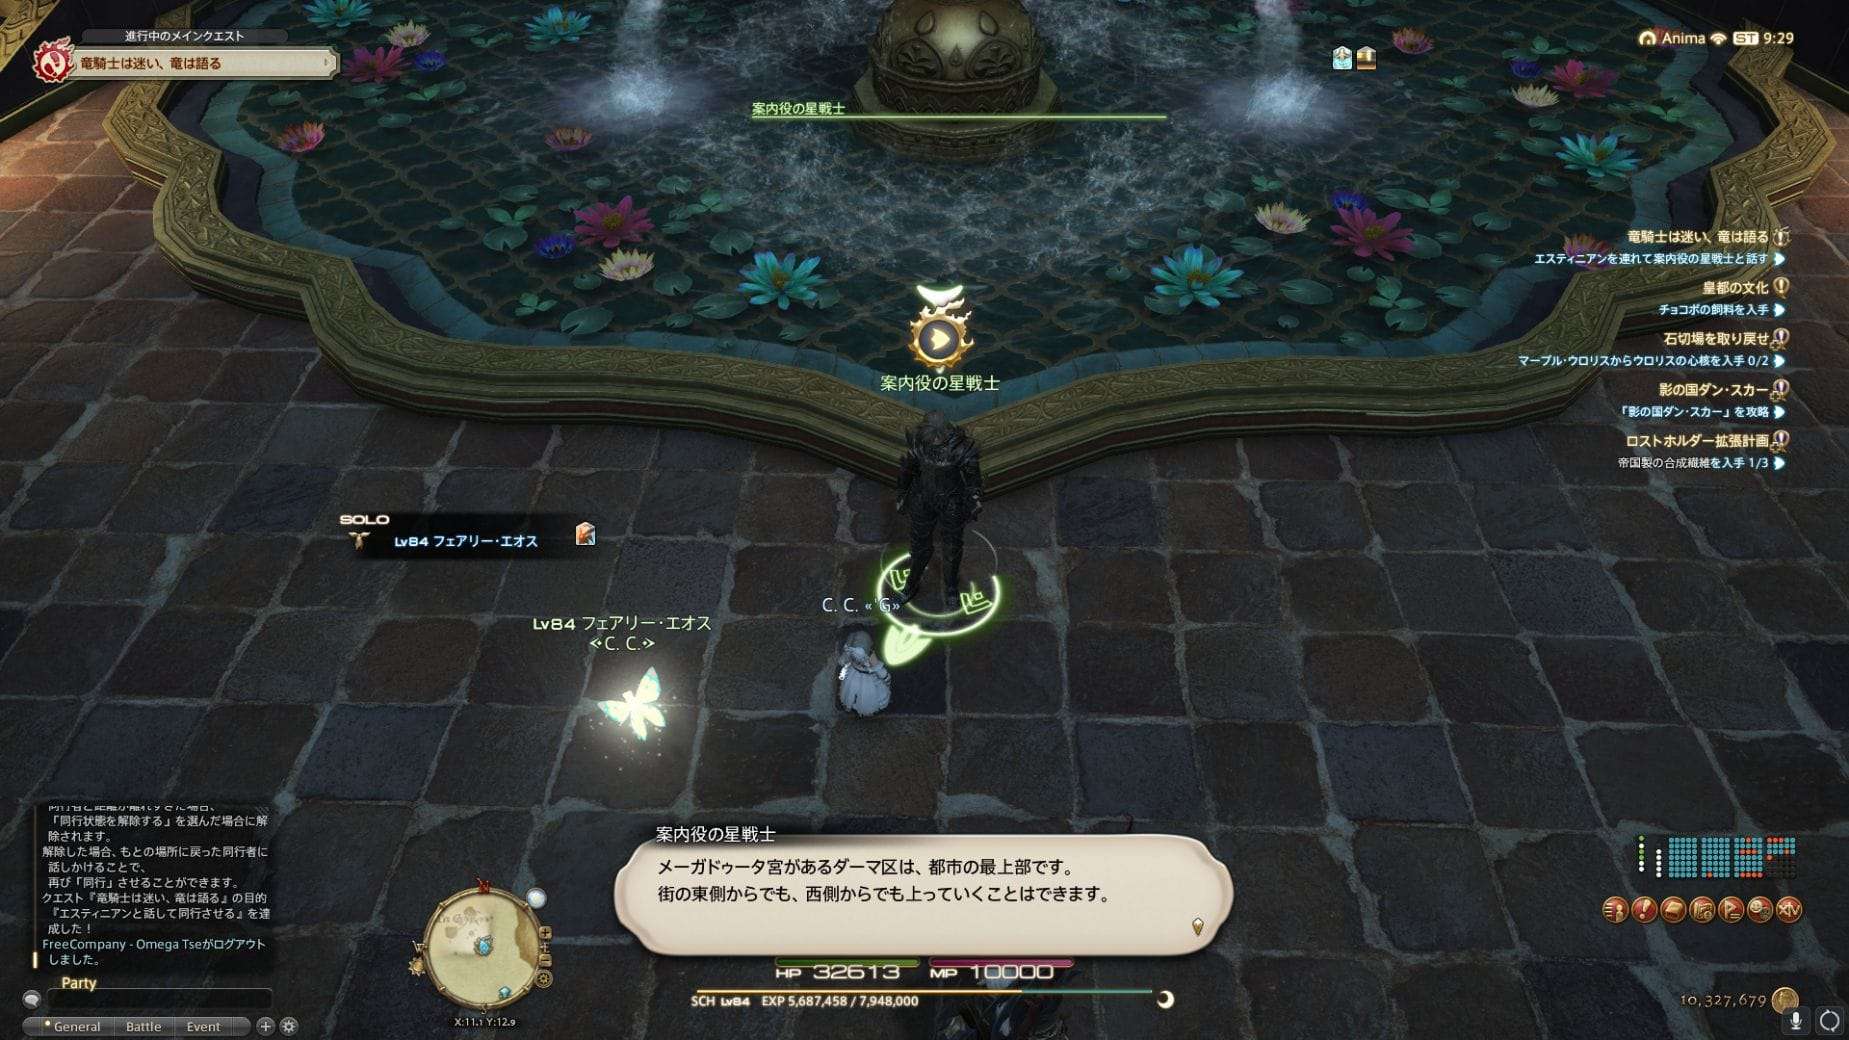 進行中のメインクエスト
竜騎士は迷い、竜は語る
Anima ST 9:29
案内役の星戦士
竜騎士は迷い、竜は語る
エスティニアンを連れて案内役の星戦士と話す
皇都の文化
チョコボの飼料を入手
石切場を取り戻せ
マーブル・ウロリスからウロリスの心核を入手 0/2
影の国ダン・スカー
「影の国ダン・スカー」を攻略
ロストホルダー拡張計画
帝国製の合成繊維を入手 1/3
案内役の星戦士
SOLO
Lv84 フェアリー・エオス
C. C. «'G»
Lv84 フェアリー・エオス
<C. C.>
「同行状態を解除する」を選んだ場合に解
除されます。
解除した場合、もとの場所に戻った同行者に
話しかけることで、
再び「同行」させることができます。
クエスト『竜騎士は迷い、竜は語る』の目的
『エスティニアンと話して同行させる』を達
成した！
FreeCompany - Omega Tseがログアウト
しました。
Party
General Battle Event
X:11.1 Y:12.9
案内役の星戦士
メーガドゥータ宮があるダーマ区は、都市の最上部です。
街の東側からでも、西側からでも上っていくことはできます。
HP 32613 MP 10000
SCH Lv84 EXP 5,687,458 / 7,948,000
XIV
10,327,679